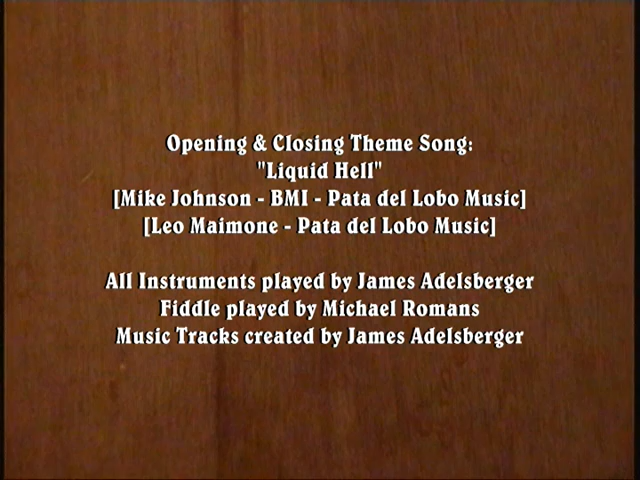 Opening & Closing Theme Song:
"Liquid Hell"
[Mike Johnson - BMI - Pata del Lobo Music]
[Leo Maimone - Pata del Lobo Music]
All Instruments played by James Adelsberger
Fiddle played by Michael Romans
Music Tracks created by James Adelsberger